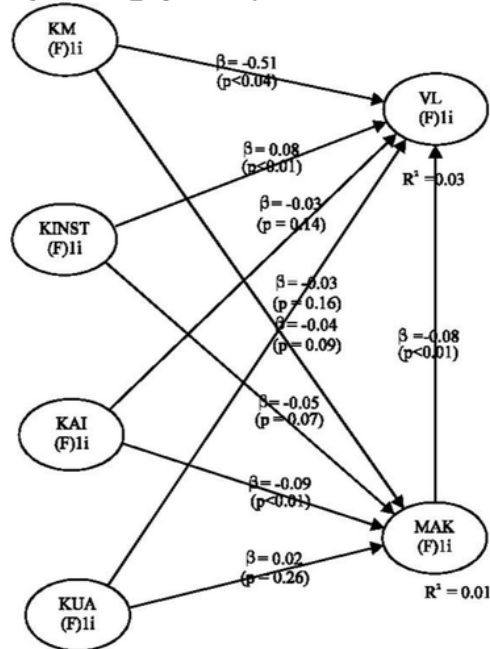 KM
(F)1i
β = -0.51
(p<0.04)
VL
(F)1i
β = 0.08
(p<0.01)
R² = 0.03
β = -0.03
(p = 0.14)
KINST
(F)1i
β = -0.03
(p = 0.16)
β = -0.04
(p = 0.09)
β = -0.08
(p<0.01)
β = -0.05
(p = 0.07)
KAI
(F)1i
β = -0.09
(p<0.01)
MAK
(F)1i
β = 0.02
(p = 0.26)
R² = 0.01
KUA
(F)1i